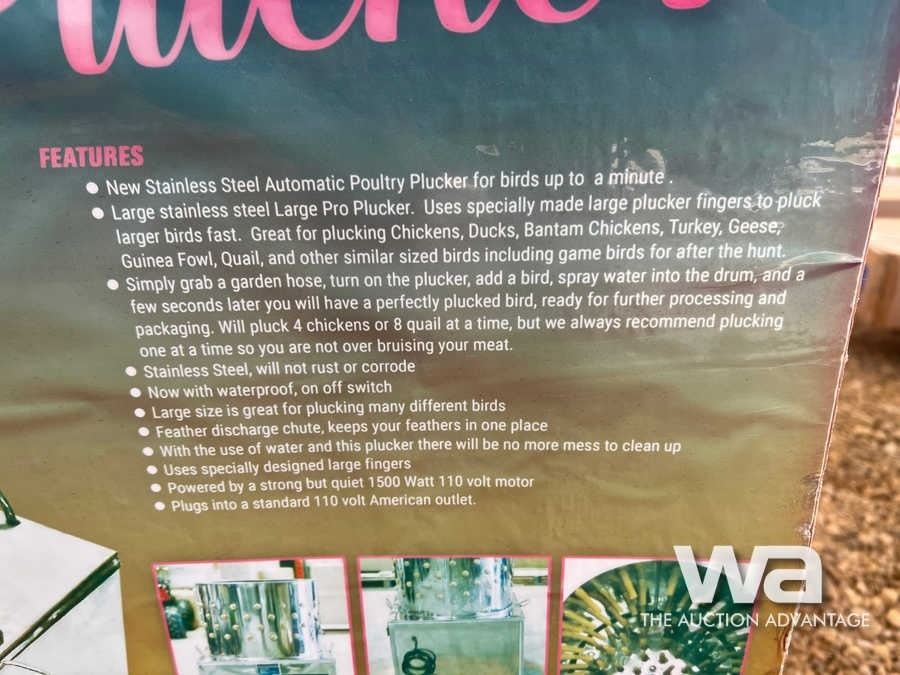 FEATURES
● New Stainless Steel Automatic Poultry Plucker for birds up to a minute .
● Large stainless steel Large Pro Plucker. Uses specially made large plucker fingers to pluck
larger birds fast. Great for plucking Chickens, Ducks, Bantam Chickens, Turkey, Geese,
Guinea Fowl, Quail, and other similar sized birds including game birds for after the hunt.
● Simply grab a garden hose, turn on the plucker, add a bird, spray water into the drum, and a
few seconds later you will have a perfectly plucked bird, ready for further processing and
packaging. Will pluck 4 chickens or 8 quail at a time, but we always recommend plucking
one at a time so you are not over bruising your meat.
● Stainless Steel, will not rust or corrode
● Now with waterproof, on off switch
● Large size is great for plucking many different birds
● Feather discharge chute, keeps your feathers in one place
● With the use of water and this plucker there will be no more mess to clean up
● Uses specially designed large fingers
● Powered by a strong but quiet 1500 Watt 110 volt motor
● Plugs into a standard 110 volt American outlet.
wa
THE AUCTION ADVANTAGE